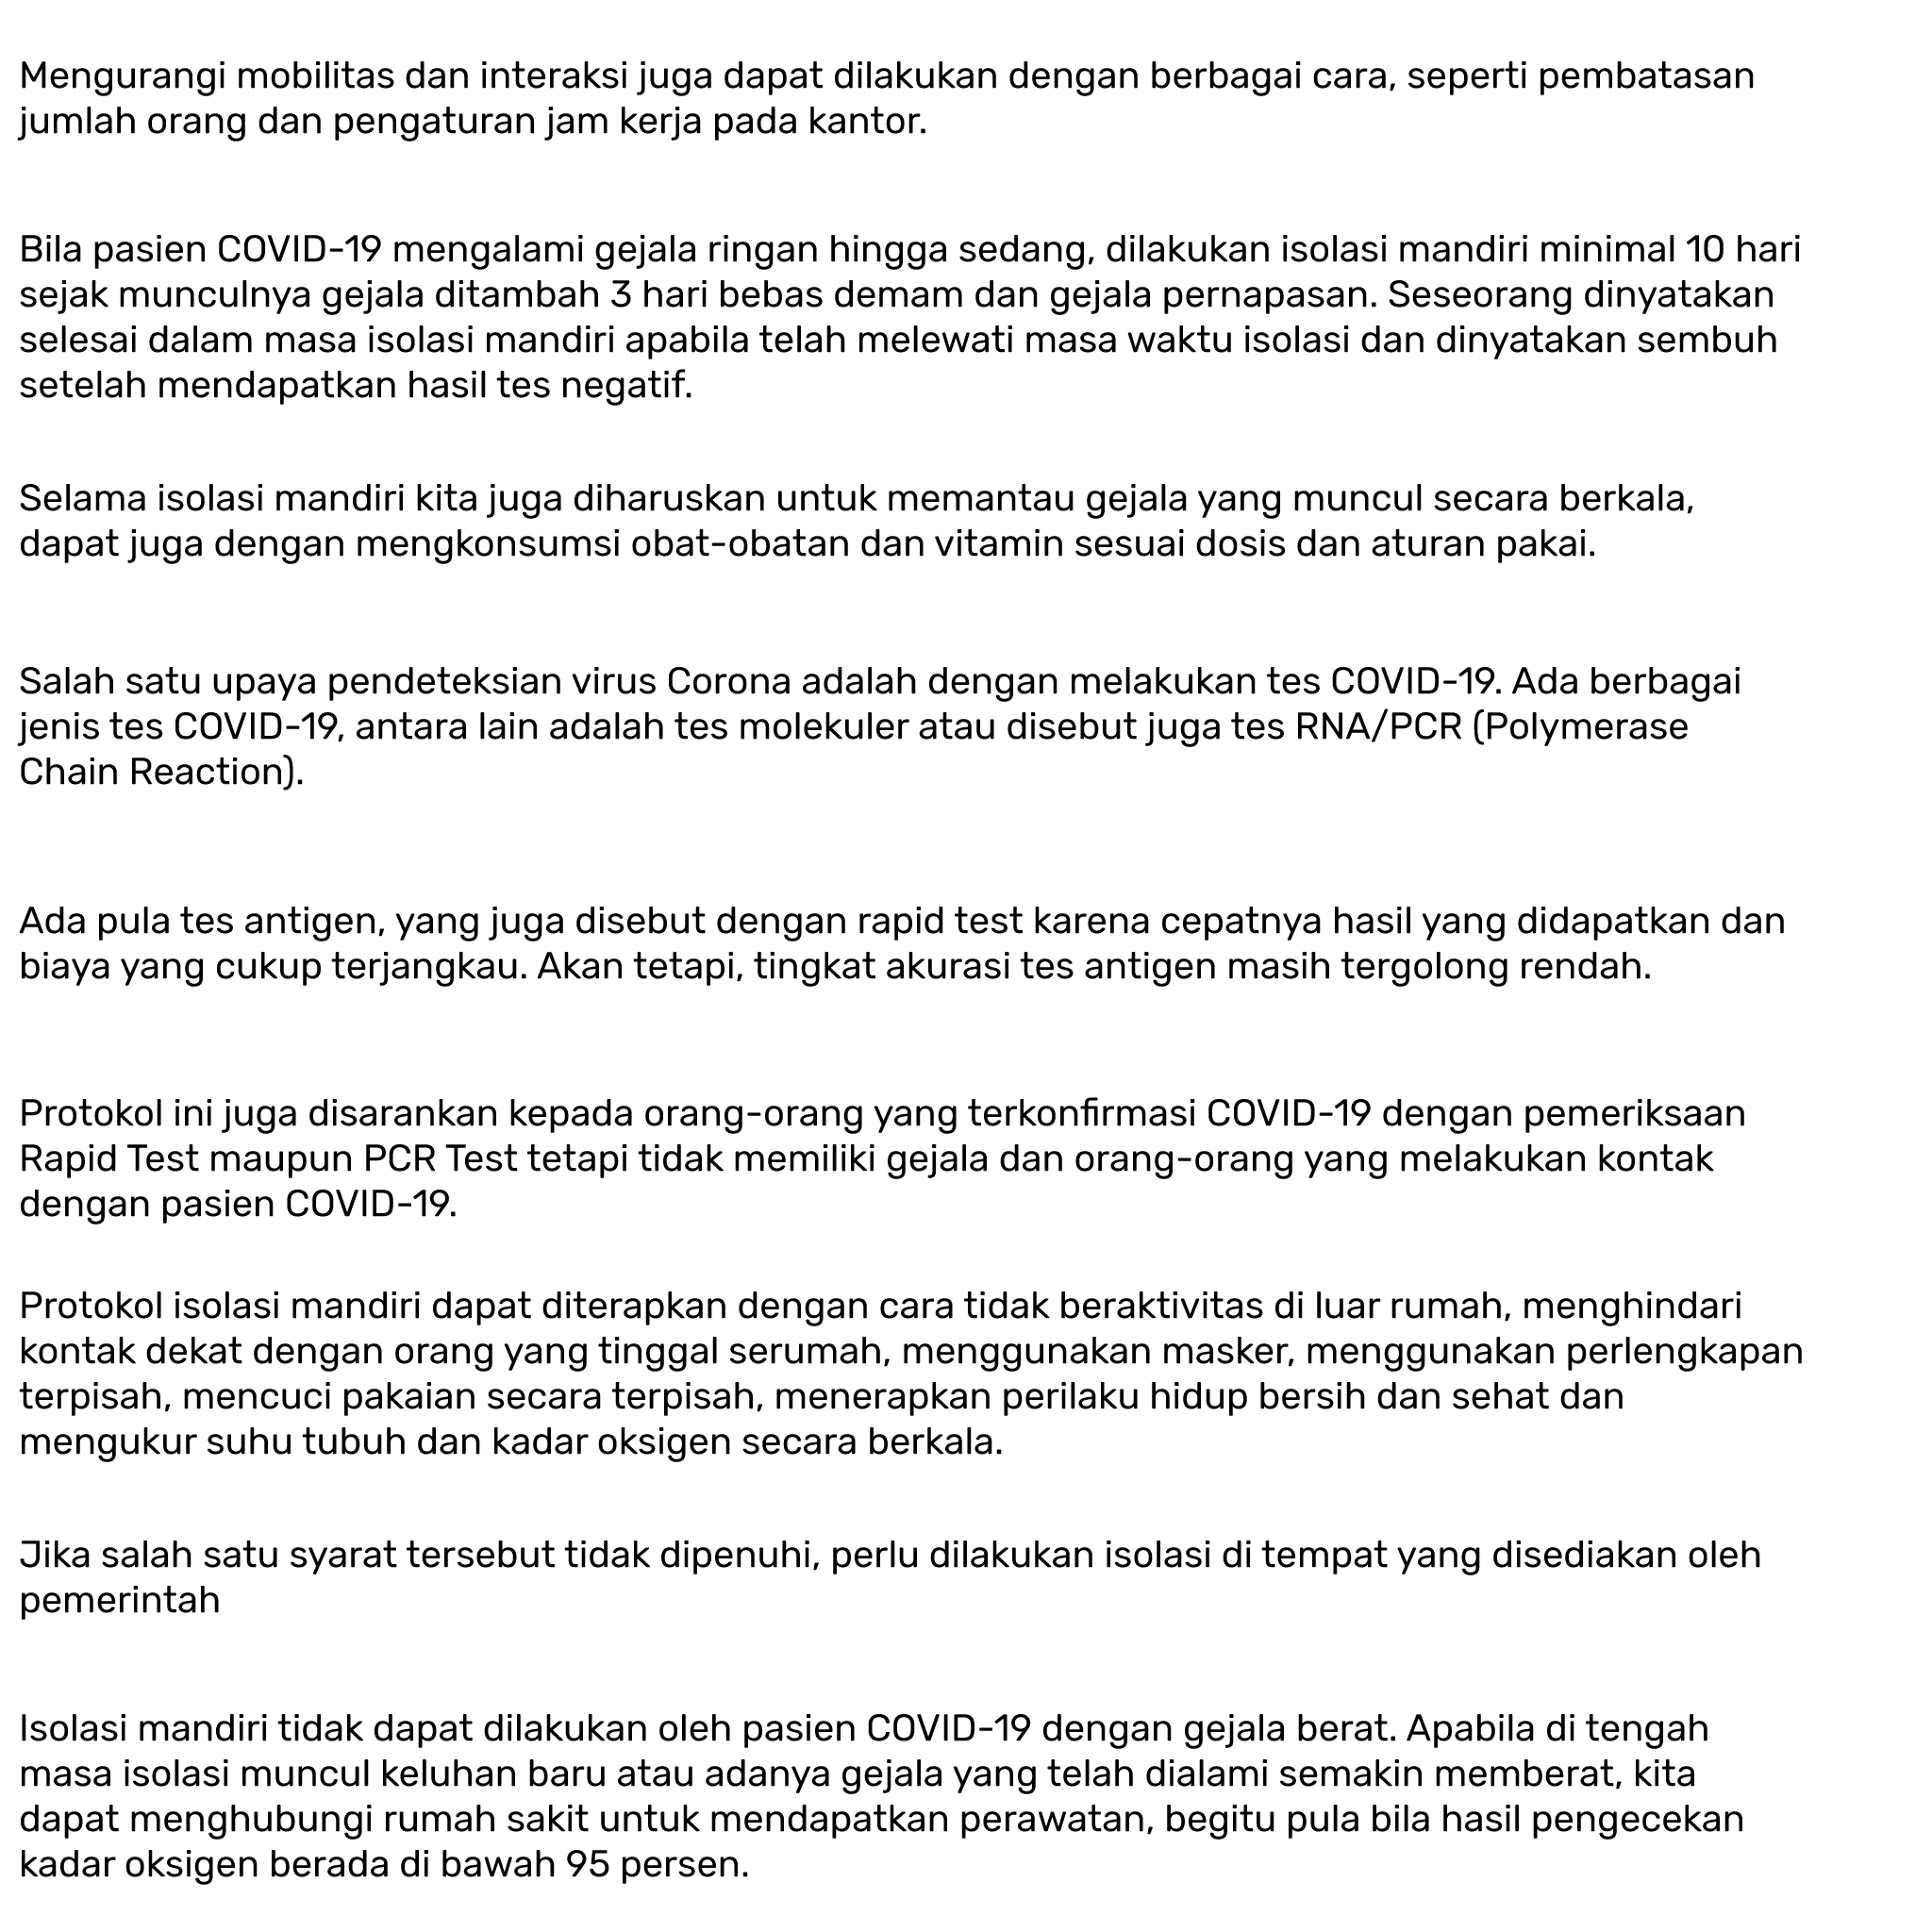 Mengurangi mobilitas dan interaksi juga dapat dilakukan dengan berbagai cara, seperti pembatasan
jumlah orang dan pengaturan jam kerja pada kantor.
Bila pasien COVID-19 mengalami gejala ringan hingga sedang, dilakukan isolasi mandiri minimal 10 hari
sejak munculnya gejala ditambah 3 hari bebas demam dan gejala pernapasan. Seseorang dinyatakan
selesai dalam masa isolasi mandiri apabila telah melewati masa waktu isolasi dan dinyatakan sembuh
setelah mendapatkan hasil tes negatif.
Selama isolasi mandiri kita juga diharuskan untuk memantau gejala yang muncul secara berkala,
dapat juga dengan mengkonsumsi obat-obatan dan vitamin sesuai dosis dan aturan pakai.
Salah satu upaya pendeteksian virus Corona adalah dengan melakukan tes COVID-19. Ada berbagai
jenis tes COVID-19, antara lain adalah tes molekuler atau disebut juga tes RNA/PCR (Polymerase
Chain Reaction).
Ada pula tes antigen, yang juga disebut dengan rapid test karena cepatnya hasil yang didapatkan dan
biaya yang cukup terjangkau. Akan tetapi, tingkat akurasi tes antigen masih tergolong rendah.
Protokol ini juga disarankan kepada orang-orang yang terkonfirmasi COVID-19 dengan pemeriksaan
Rapid Test maupun PCR Test tetapi tidak memiliki gejala dan orang-orang yang melakukan kontak
dengan pasien COVID-19.
Protokol isolasi mandiri dapat diterapkan dengan cara tidak beraktivitas di luar rumah, menghindari
kontak dekat dengan orang yang tinggal serumah, menggunakan masker, menggunakan perlengkapan
terpisah, mencuci pakaian secara terpisah, menerapkan perilaku hidup bersih dan sehat dan
mengukur suhu tubuh dan kadar oksigen secara berkala.
Jika salah satu syarat tersebut tidak dipenuhi, perlu dilakukan isolasi di tempat yang disediakan oleh
pemerintah
Isolasi mandiri tidak dapat dilakukan oleh pasien COVID-19 dengan gejala berat. Apabila di tengah
masa isolasi muncul keluhan baru atau adanya gejala yang telah dialami semakin memberat, kita
dapat menghubungi rumah sakit untuk mendapatkan perawatan, begitu pula bila hasil pengecekan
kadar oksigen berada di bawah 95 persen.